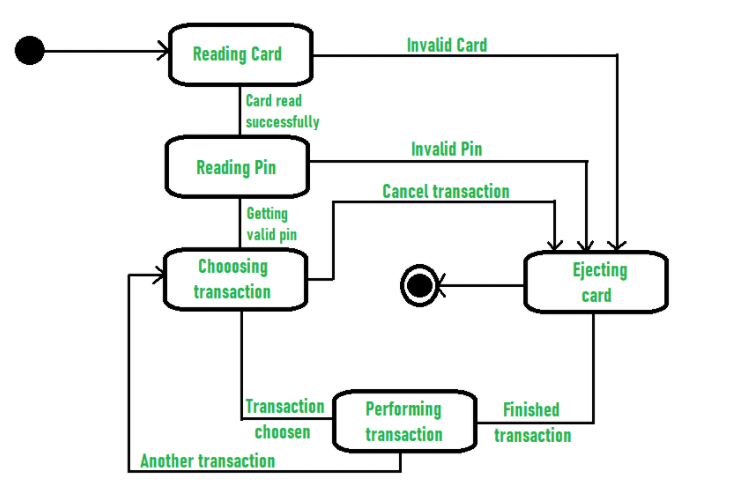 Reading Card
Invalid Card
Card read
successfully
Reading Pin
Invalid Pin
Cancel transaction
Getting
valid pin
Chooosing
transaction
Ejecting
card
Transaction
choosen
Performing
transaction
Finished
transaction
Another transaction